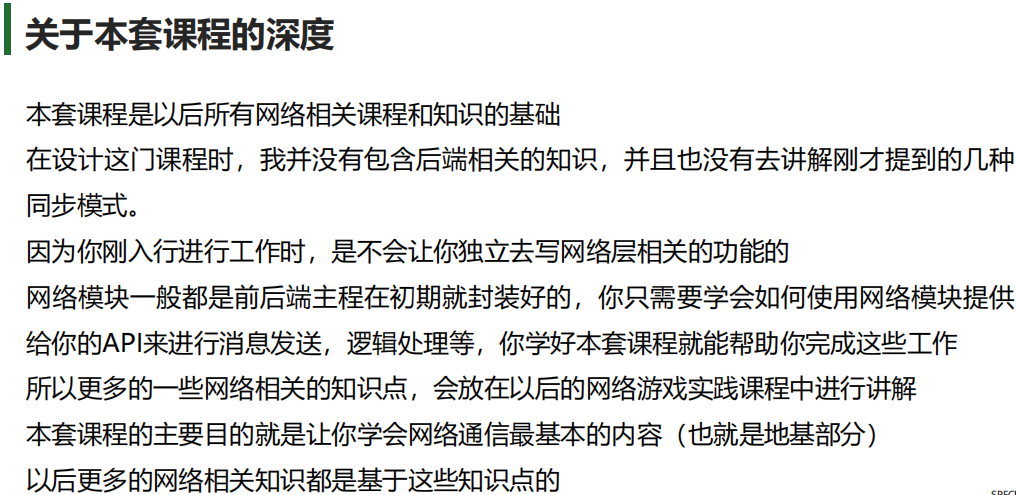 关于本套课程的深度
本套课程是以后所有网络相关课程和知识的基础
在设计这门课程时，我并没有包含后端相关的知识，并且也没有去讲解刚才提到的几种
同步模式。
因为你刚入行进行工作时，是不会让你独立去写网络层相关的功能的
网络模块一般都是前后端主程在初期就封装好的，你只需要学会如何使用网络模块提供
给你的API来进行消息发送，逻辑处理等，你学好本套课程就能帮助你完成这些工作
所以更多的一些网络相关的知识点，会放在以后的网络游戏实践课程中进行讲解
本套课程的主要目的就是让你学会网络通信最基本的内容（也就是地基部分）
以后更多的网络相关知识都是基于这些知识点的